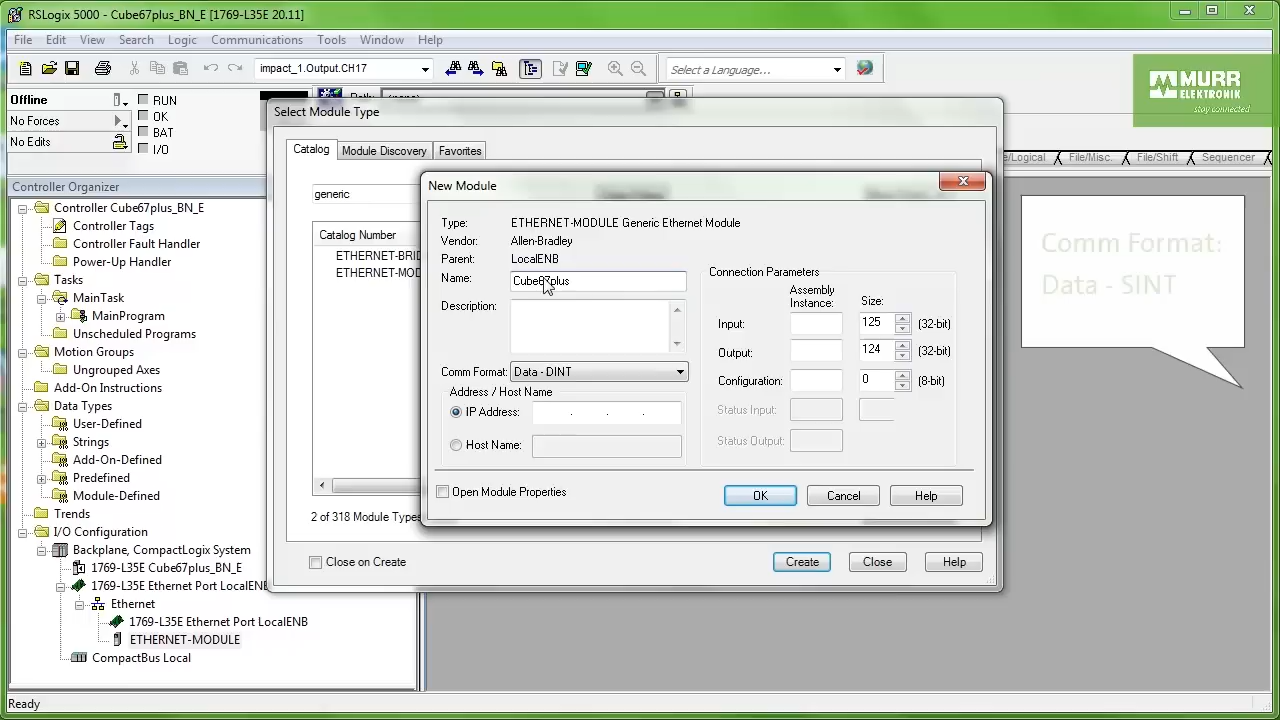 RSLogix 5000 - Cube67plus_BN_E [1769-L35E 20.11]
File Edit View Search Logic Communications Tools Window Help
impact_1.Output.CH17
Select a Language...
MURR
ELEKTRONIK
stay connected
Offline
No Forces
No Edits
RUN
OK
BAT
I/O
/Logical File/Misc. File/Shift Sequencer
Controller Organizer
Controller Cube67plus_BN_E
Controller Tags
Controller Fault Handler
Power-Up Handler
Tasks
MainTask
MainProgram
Unscheduled Programs
Motion Groups
Ungrouped Axes
Add-On Instructions
Data Types
User-Defined
Strings
Add-On-Defined
Predefined
Module-Defined
Trends
I/O Configuration
Backplane, CompactLogix System
1769-L35E Cube67plus_BN_E
1769-L35E Ethernet Port LocalENB
Ethernet
1769-L35E Ethernet Port LocalENB
ETHERNET-MODULE
CompactBus Local
Select Module Type
Catalog Module Discovery Favorites
generic
Catalog Number
ETHERNET-BRI
ETHERNET-MOD
2 of 318 Module Types
Close on Create
Create Close Help
New Module
Type: ETHERNET-MODULE Generic Ethernet Module
Vendor: Allen-Bradley
Parent: LocalENB
Name: Cube67plus
Description:
Comm Format: Data - DINT
Address / Host Name
IP Address: . . .
Host Name:
Connection Parameters
Assembly
Instance: Size:
Input: 125 (32-bit)
Output: 124 (32-bit)
Configuration: 0 (8-bit)
Status Input:
Status Output:
Open Module Properties
OK Cancel Help
Comm Format:
Data - SINT
Ready